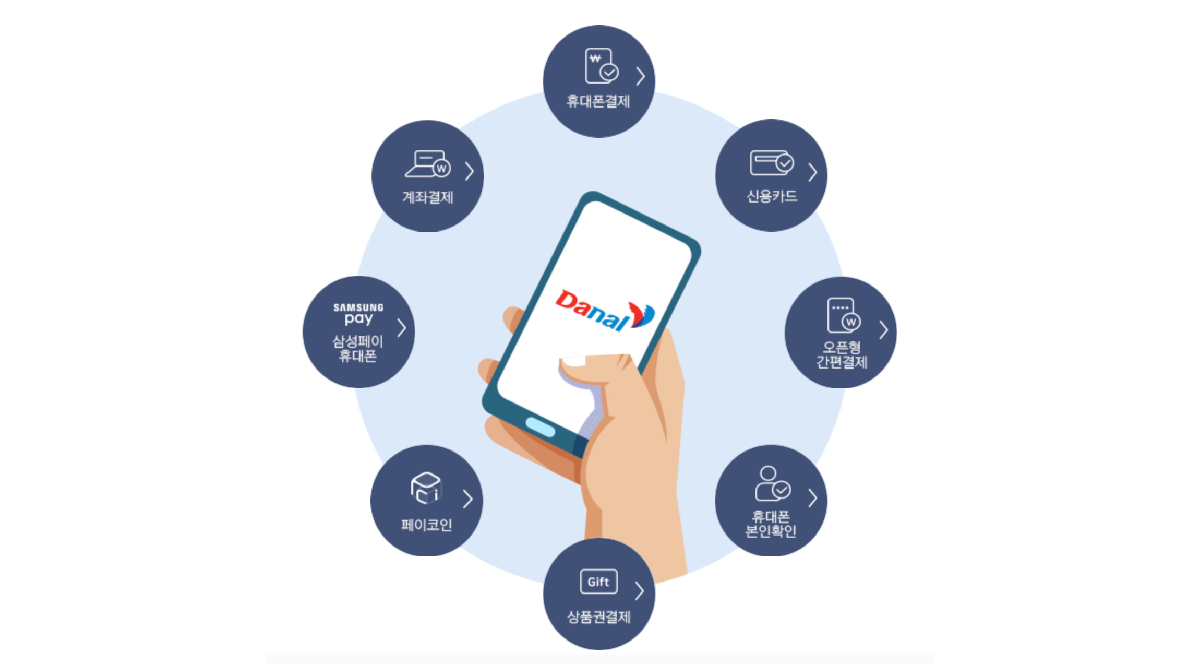 ₩
휴대폰결제
W
계좌결제
신용카드
SAMSUNG
pay
삼성페이
휴대폰
Danal
W
오픈형
간편결제
Ci
페이코인
휴대폰
본인확인
Gift
상품권결제